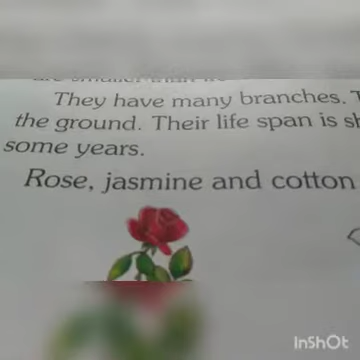 They have many branches.
the ground. Their life span is
some years.
Rose, jasmine and cotton
InShOt